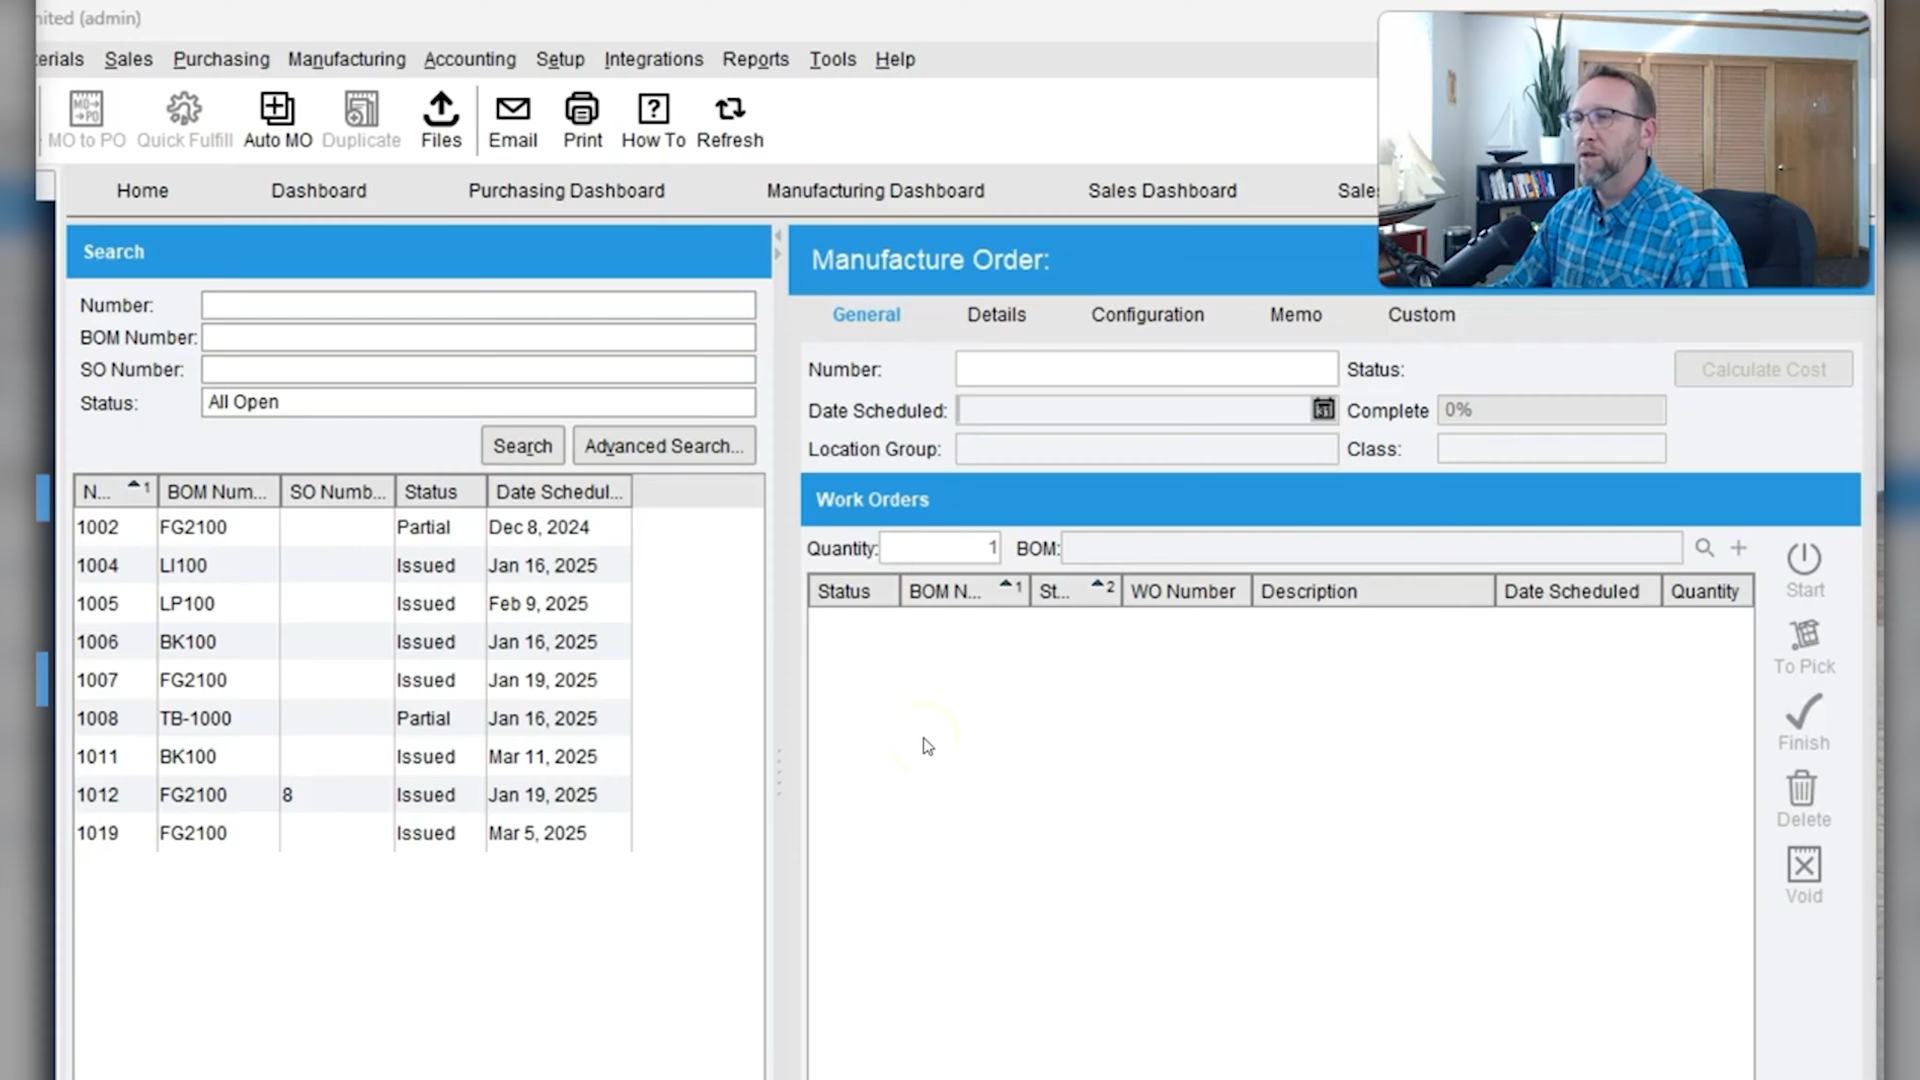 nited (admin)
erials Sales Purchasing Manufacturing Accounting Setup Integrations Reports Tools Help
MO→
→PO
MO to PO Quick Fulfill Auto MO Duplicate Files Email Print How To Refresh
Home Dashboard Purchasing Dashboard Manufacturing Dashboard Sales Dashboard Sales
Search
Number:
BOM Number:
SO Number:
Status: All Open
Search Advanced Search...
N... 1 BOM Num... SO Numb... Status Date Schedul...
1002 FG2100 Partial Dec 8, 2024
1004 LI100 Issued Jan 16, 2025
1005 LP100 Issued Feb 9, 2025
1006 BK100 Issued Jan 16, 2025
1007 FG2100 Issued Jan 19, 2025
1008 TB-1000 Partial Jan 16, 2025
1011 BK100 Issued Mar 11, 2025
1012 FG2100 8 Issued Jan 19, 2025
1019 FG2100 Issued Mar 5, 2025
Manufacture Order:
General Details Configuration Memo Custom
Number: Status: Calculate Cost
Date Scheduled: 31 Complete 0%
Location Group: Class:
Work Orders
Quantity: 1 BOM:
Status BOM N... 1 St... 2 WO Number Description Date Scheduled Quantity
Start
To Pick
Finish
Delete
Void